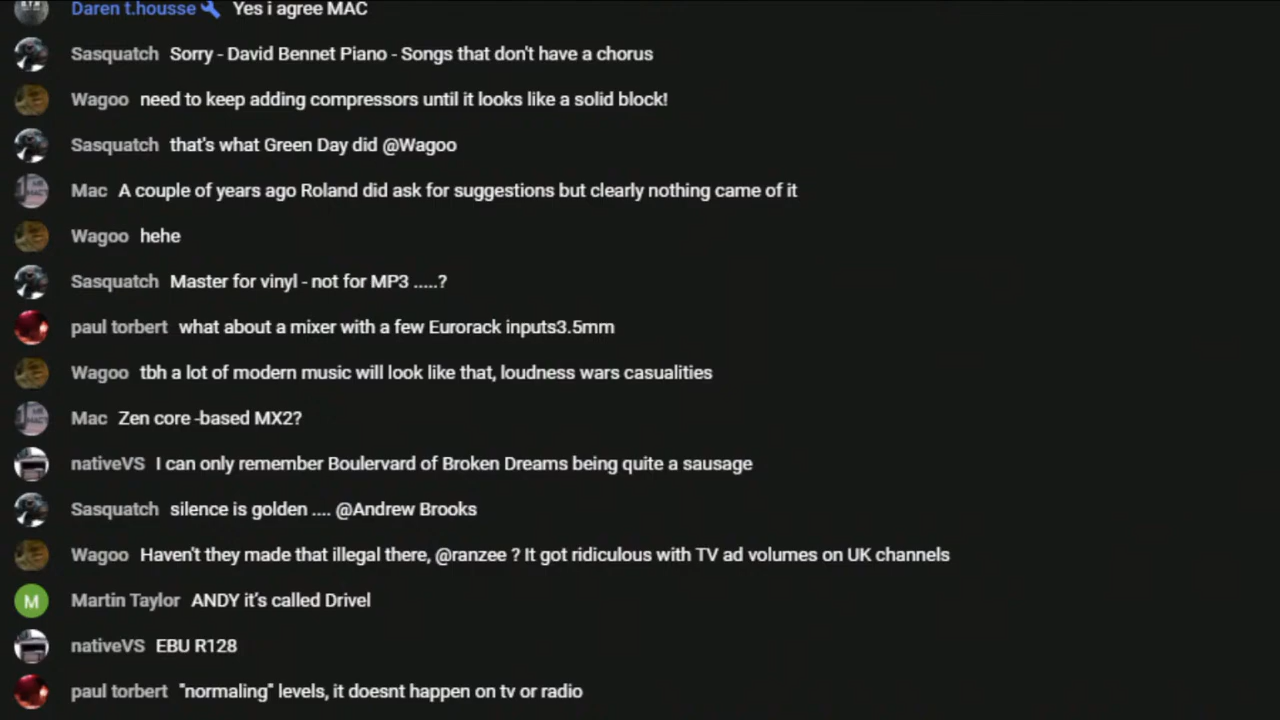 Daren t.housse Yes i agree MAC
Sasquatch Sorry - David Bennet Piano - Songs that don't have a chorus
Wagoo need to keep adding compressors until it looks like a solid block!
Sasquatch that's what Green Day did @Wagoo
Mac A couple of years ago Roland did ask for suggestions but clearly nothing came of it
Wagoo hehe
Sasquatch Master for vinyl - not for MP3 .....?
paul torbert what about a mixer with a few Eurorack inputs3.5mm
Wagoo tbh a lot of modern music will look like that, loudness wars casualities
Mac Zen core -based MX2?
nativeVS I can only remember Boulervard of Broken Dreams being quite a sausage
Sasquatch silence is golden .... @Andrew Brooks
Wagoo Haven't they made that illegal there, @ranzee ? It got ridiculous with TV ad volumes on UK channels
M Martin Taylor ANDY it's called Drivel
nativeVS EBU R128
paul torbert "normaling" levels, it doesnt happen on tv or radio